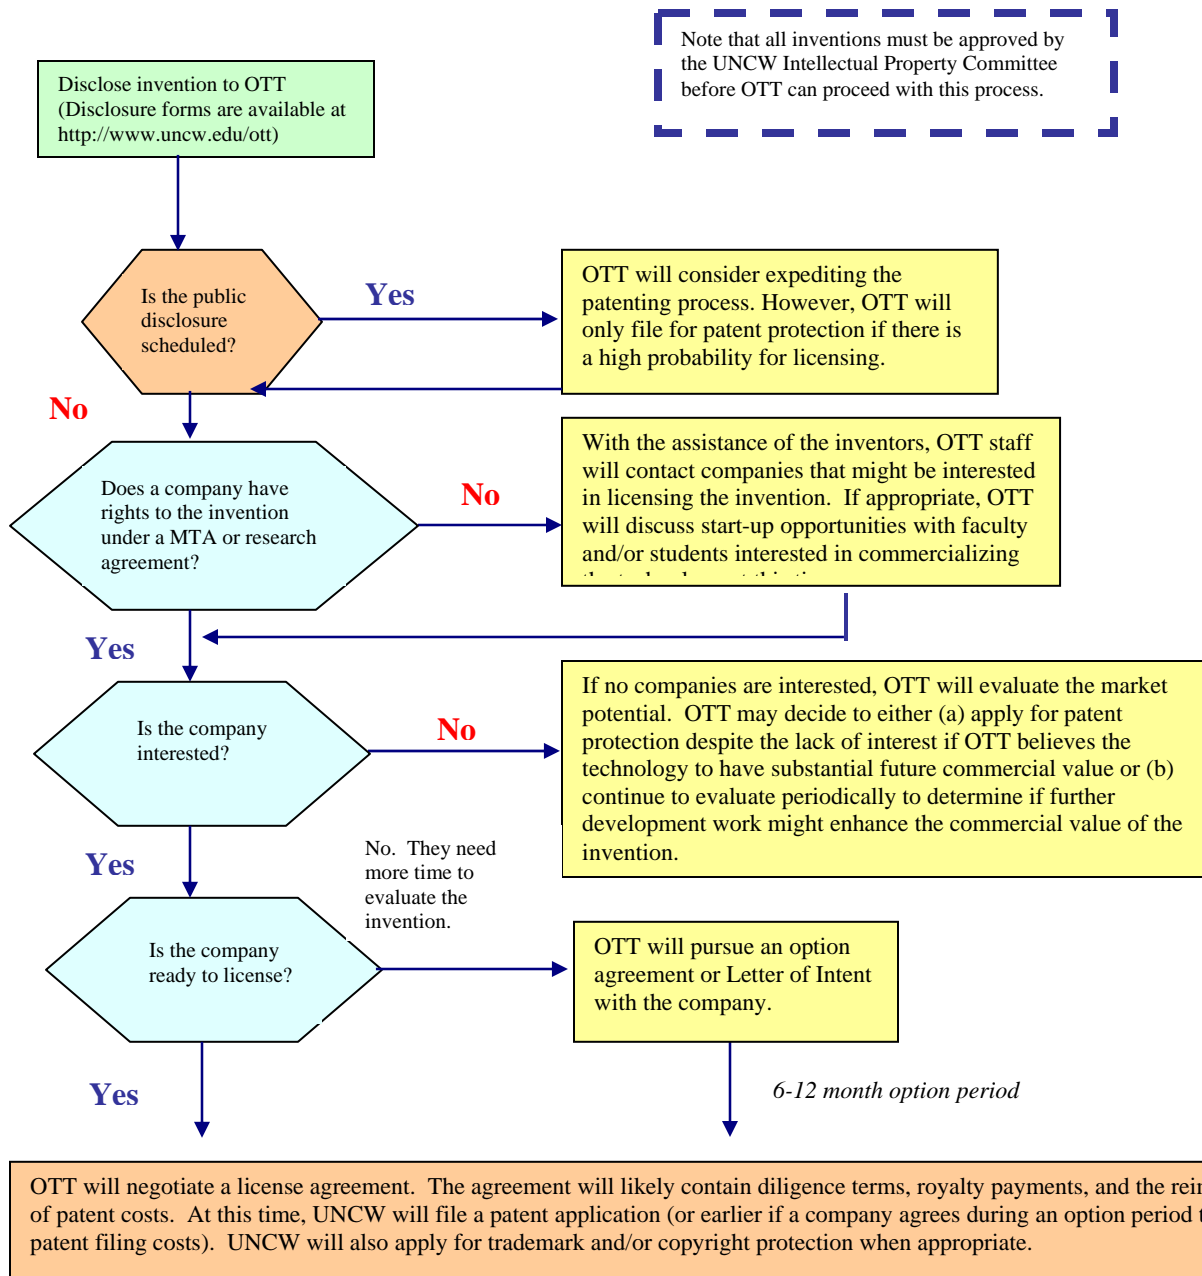 Note that all inventions must be approved by
the UNCW Intellectual Property Committee
before OTT can proceed with this process.
Disclose invention to OTT
(Disclosure forms are available at
http://www.uncw.edu/ott)
Is the public
disclosure
scheduled?
Yes
OTT will consider expediting the
patenting process. However, OTT will
only file for patent protection if there is
a high probability for licensing.
No
Does a company have
rights to the invention
under a MTA or research
agreement?
No
With the assistance of the inventors, OTT staff
will contact companies that might be interested
in licensing the invention.  If appropriate, OTT
will discuss start-up opportunities with faculty
and/or students interested in commercializing
Yes
Is the company
interested?
No
If no companies are interested, OTT will evaluate the market
potential.  OTT may decide to either (a) apply for patent
protection despite the lack of interest if OTT believes the
technology to have substantial future commercial value or (b)
continue to evaluate periodically to determine if further
development work might enhance the commercial value of the
invention.
Yes
No.  They need
more time to
evaluate the
invention.
Is the company
ready to license?
OTT will pursue an option
agreement or Letter of Intent
with the company.
Yes
6-12 month option period
OTT will negotiate a license agreement.  The agreement will likely contain diligence terms, royalty payments, and the
of patent costs.  At this time, UNCW will file a patent application (or earlier if a company agrees during an option period
patent filing costs).  UNCW will also apply for trademark and/or copyright protection when appropriate.